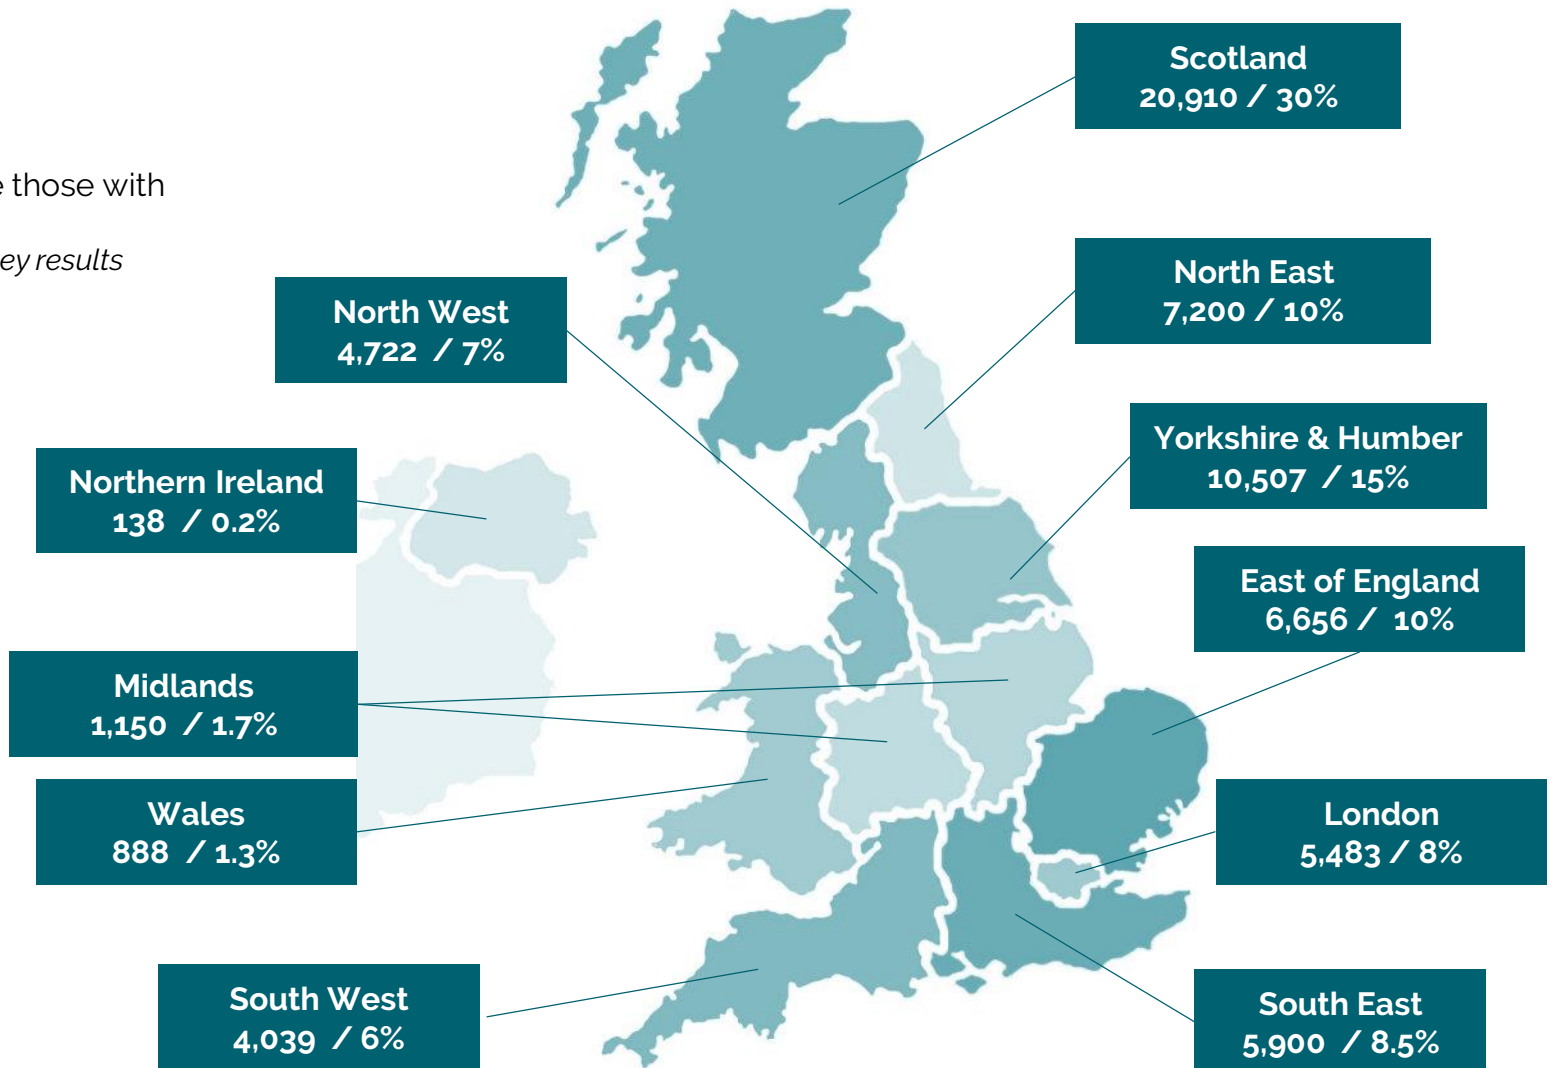 e those with
ey results
Scotland
20,910 / 30%
North East
7,200 / 10%
North West
4,722 / 7%
Yorkshire & Humber
10,507 / 15%
Northern Ireland
138 / 0.2%
East of England
6,656 / 10%
Midlands
1,150 / 1.7%
Wales
888 / 1.3%
London
5,483 / 8%
South West
4,039 / 6%
South East
5,900 / 8.5%